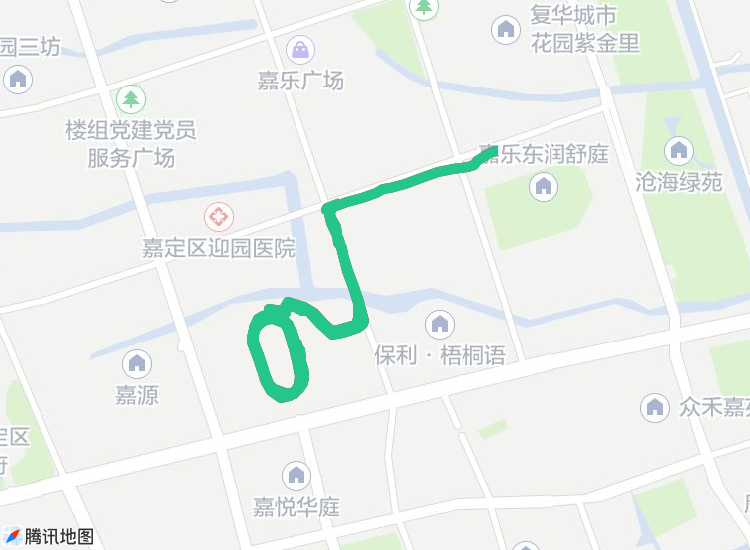 复华城市
花园紫金里
园三坊
嘉乐广场
楼组党建党员
服务广场
嘉乐东润舒庭
沧海绿苑
嘉定区迎园医院
保利·梧桐语
嘉源
众禾嘉苑
定区
府
嘉悦华庭
腾讯地图